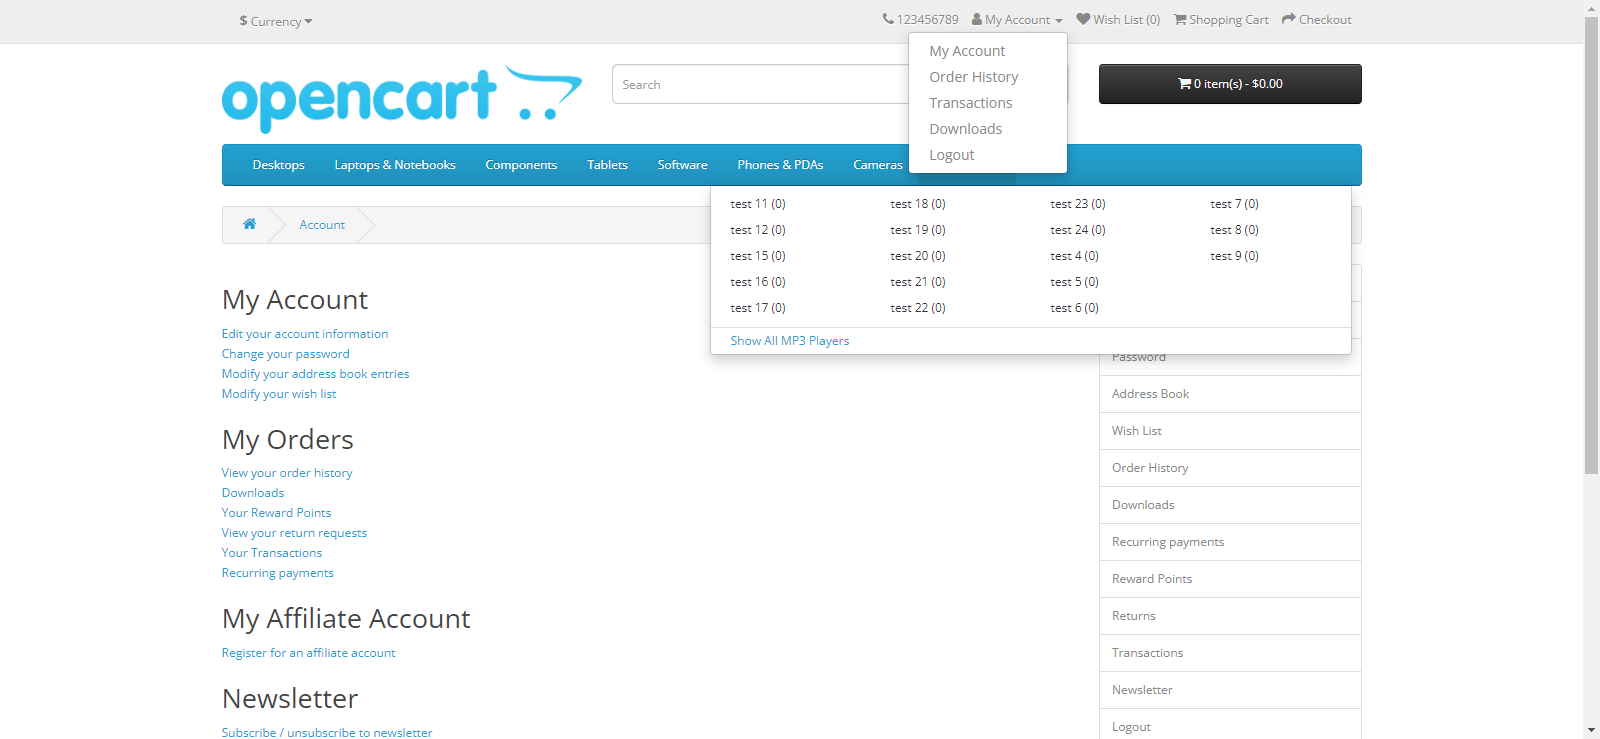 $ Currency
123456789 My Account Wish List (0) Shopping Cart Checkout
My Account
Order History
Transactions
Downloads
Logout
opencart
Search
0 item(s) - $0.00
Desktops Laptops & Notebooks Components Tablets Software Phones & PDAs Cameras
test 11 (0) test 18 (0) test 23 (0) test 7 (0)
test 12 (0) test 19 (0) test 24 (0) test 8 (0)
test 15 (0) test 20 (0) test 4 (0) test 9 (0)
test 16 (0) test 21 (0) test 5 (0)
test 17 (0) test 22 (0) test 6 (0)
Show All MP3 Players
Account
My Account
Edit your account information
Change your password
Modify your address book entries
Modify your wish list
My Orders
View your order history
Downloads
Your Reward Points
View your return requests
Your Transactions
Recurring payments
My Affiliate Account
Register for an affiliate account
Newsletter
Subscribe / unsubscribe to newsletter
Password
Address Book
Wish List
Order History
Downloads
Recurring payments
Reward Points
Returns
Transactions
Newsletter
Logout